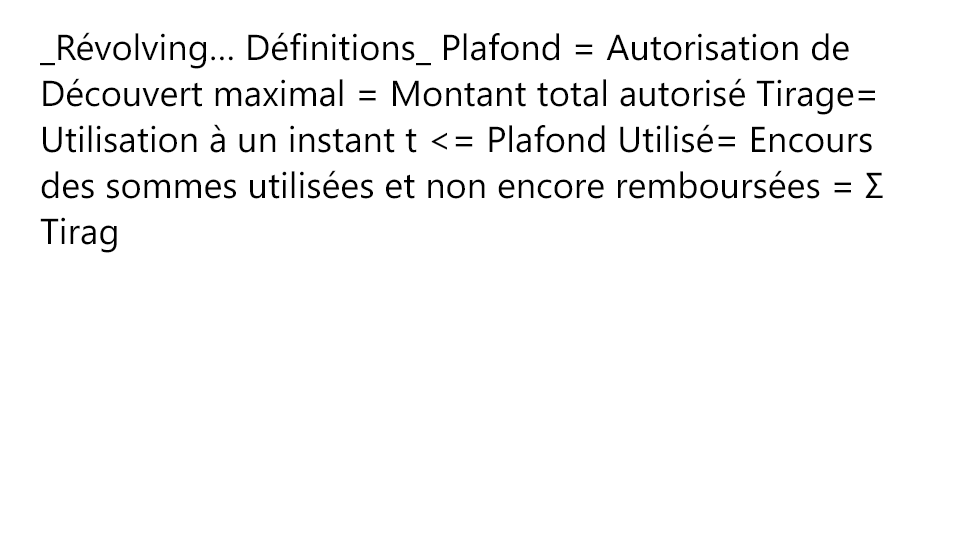 _Révolving... Définitions_ Plafond = Autorisation de
Découvert maximal = Montant total autorisé Tirage=
Utilisation à un instant t <= Plafond Utilisé= Encours
des sommes utilisées et non encore remboursées = Σ
Tirag